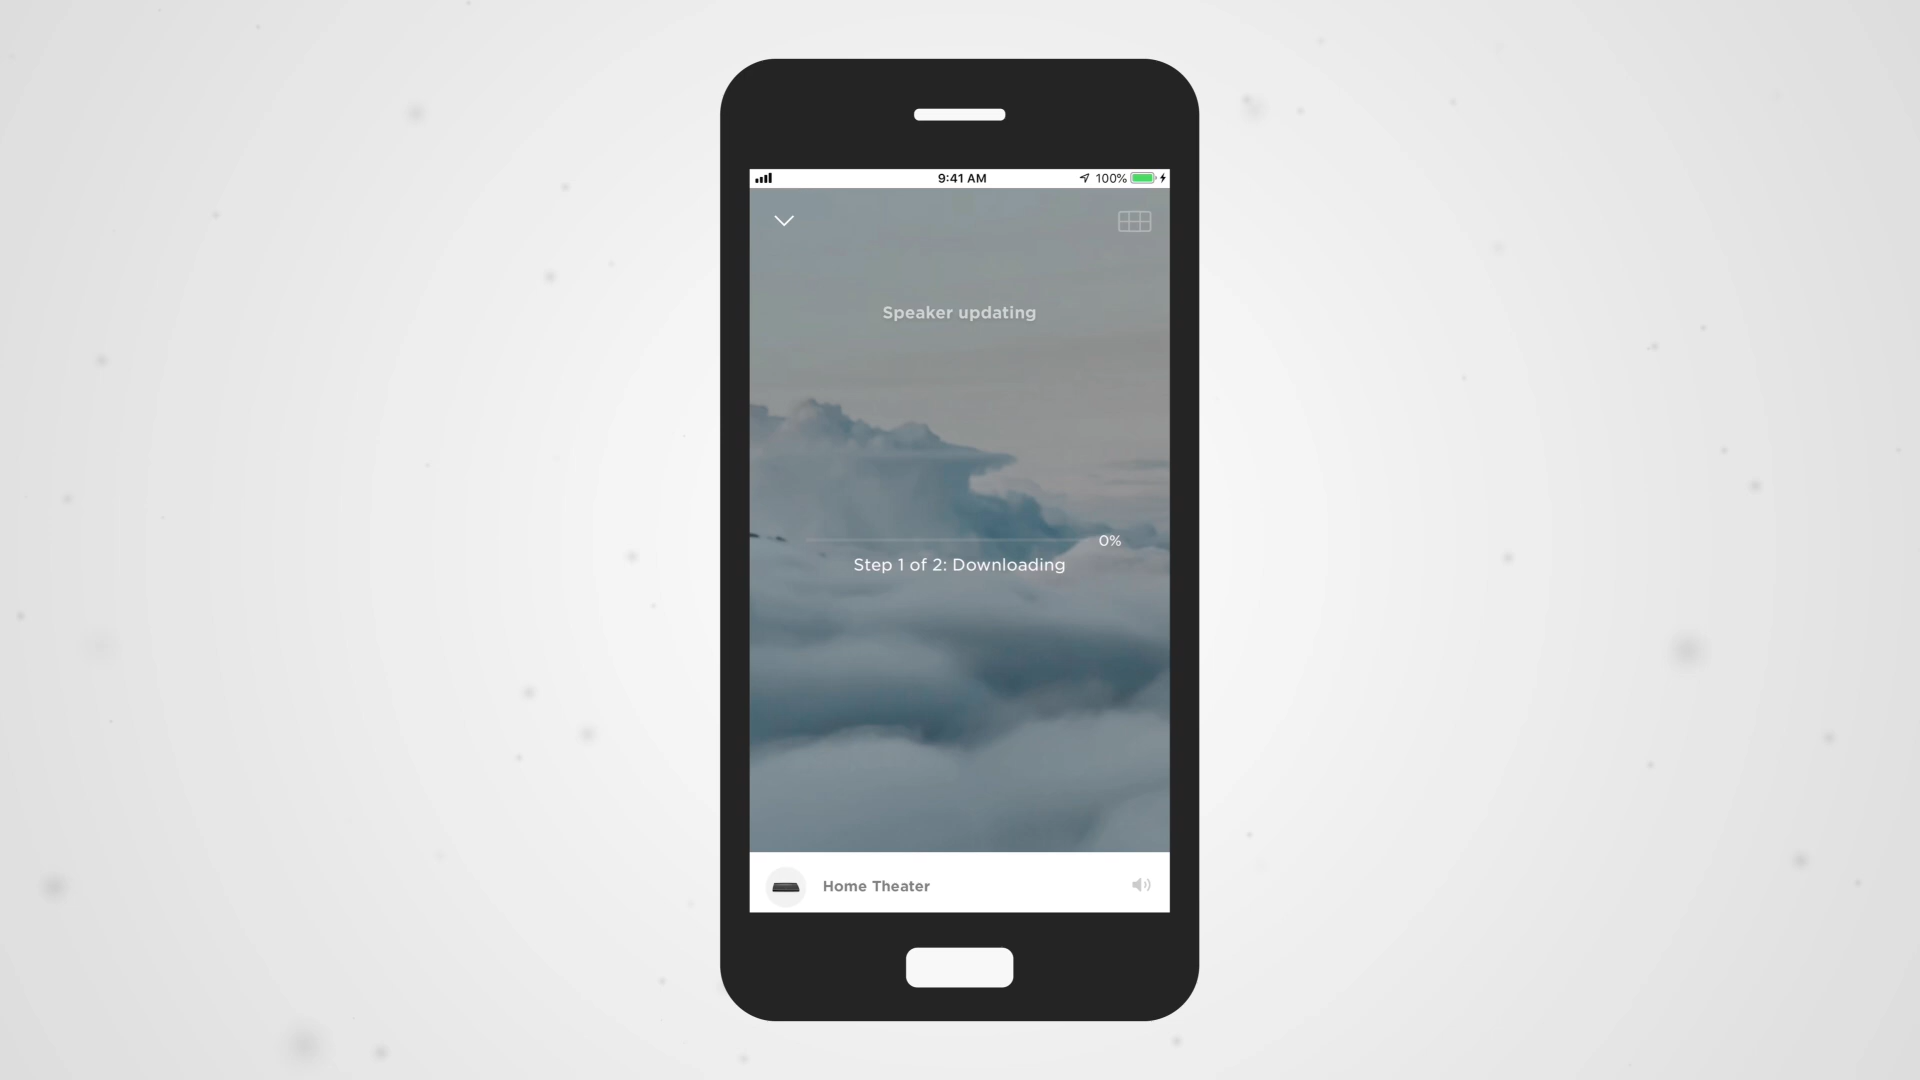 9:41 AM
100%
Speaker updating
0%
Step 1 of 2: Downloading
Home Theater